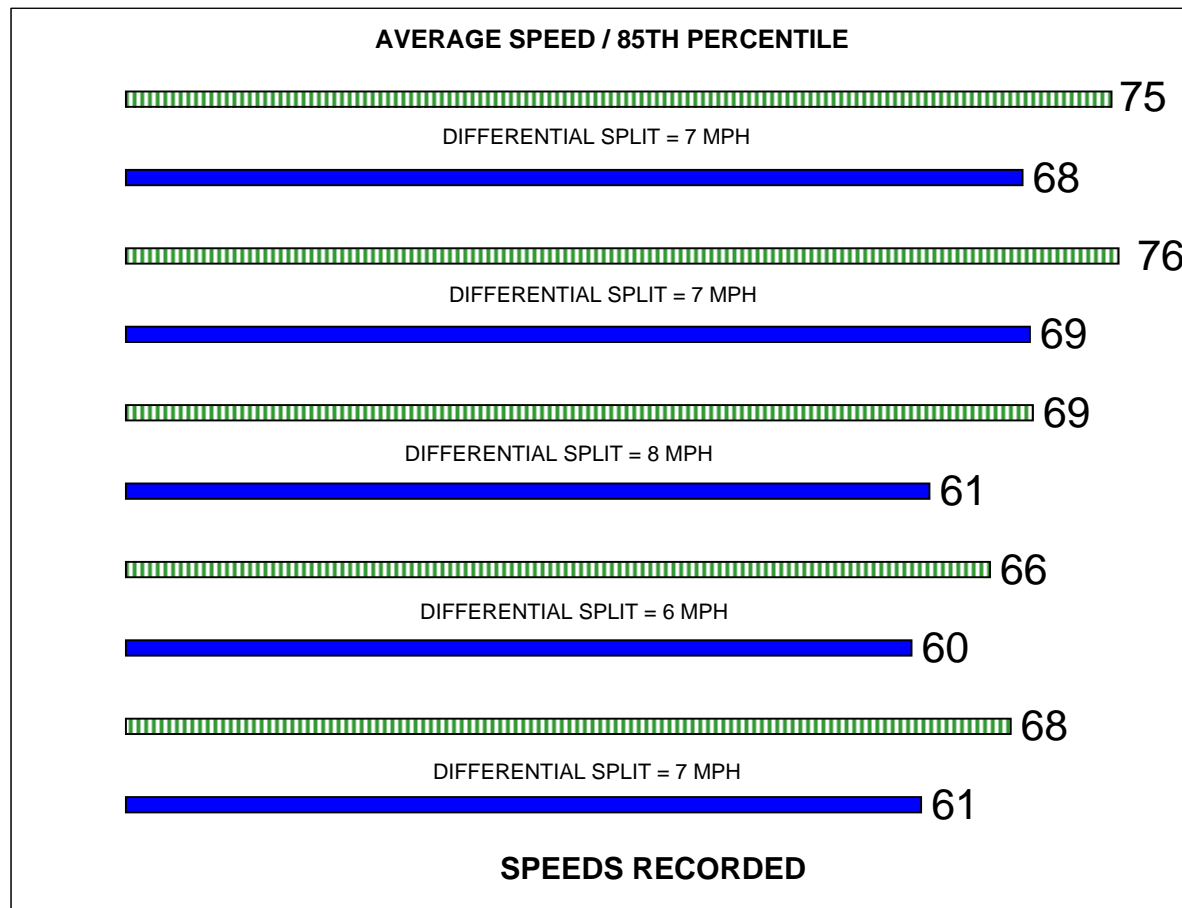 AVERAGE SPEED / 85TH PERCENTILE
75
DIFFERENTIAL SPLIT = 7 MPH
68
76
DIFFERENTIAL SPLIT = 7 MPH
69
69
DIFFERENTIAL SPLIT = 8 MPH
61
66
DIFFERENTIAL SPLIT = 6 MPH
60
68
DIFFERENTIAL SPLIT = 7 MPH
61
SPEEDS RECORDED